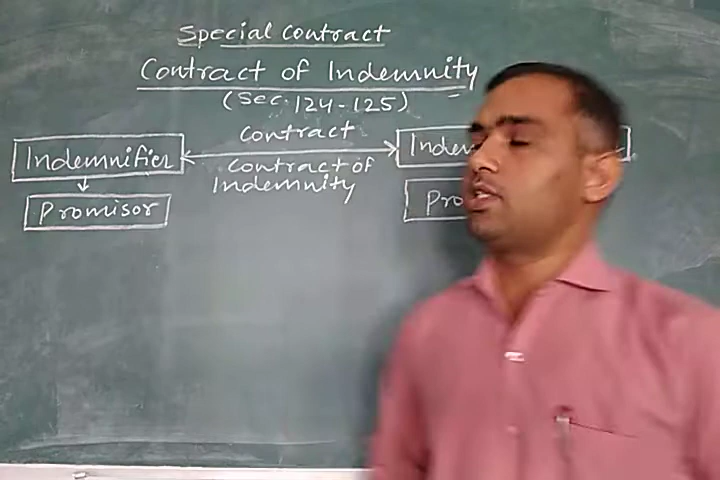 Special Contract
Contract of Indemnity
(Sec. 124-125)
Contract
Indemnifier
Contract of
Indemnity
Promisor